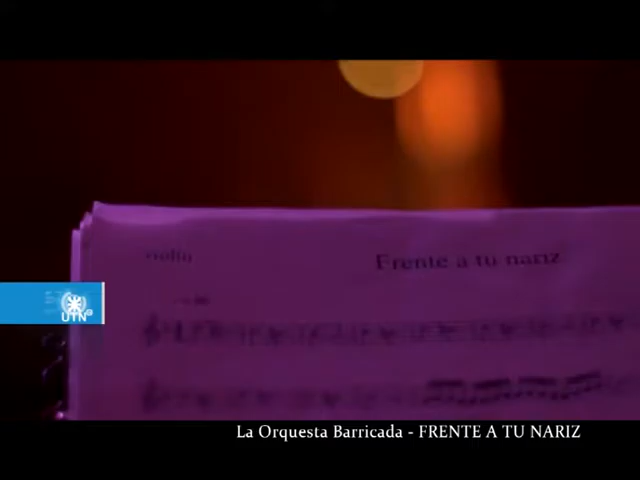 violin
Frente a tu nariz
UTN
La Orquesta Barricada - FRENTE A TU NARIZ